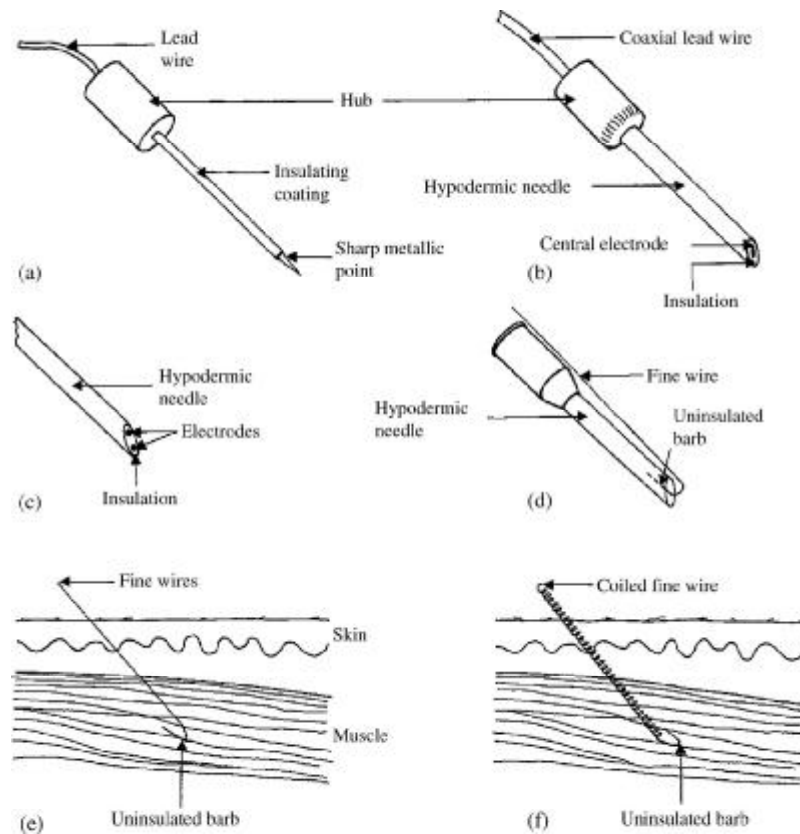 Lead
wire
Hub
Insulating
coating
Sharp metallic
point
(a)
Coaxial lead wire
Hypodermic needle
Central electrode
Insulation
(b)
Hypodermic
needle
Electrodes
Insulation
(c)
Fine wire
Uninsulated
barb
Hypodermic
needle
(d)
Fine wires
Skin
Muscle
Uninsulated barb
(e)
Coiled fine wire
Uninsulated barb
(f)